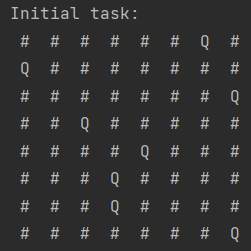 Initial task:
# # # # # # Q #
Q # # # # # # #
# # # # # # # Q
# # Q # # # # #
# # # # Q # # #
# # # Q # # # #
# # # Q # # # #
# # # # # # # Q